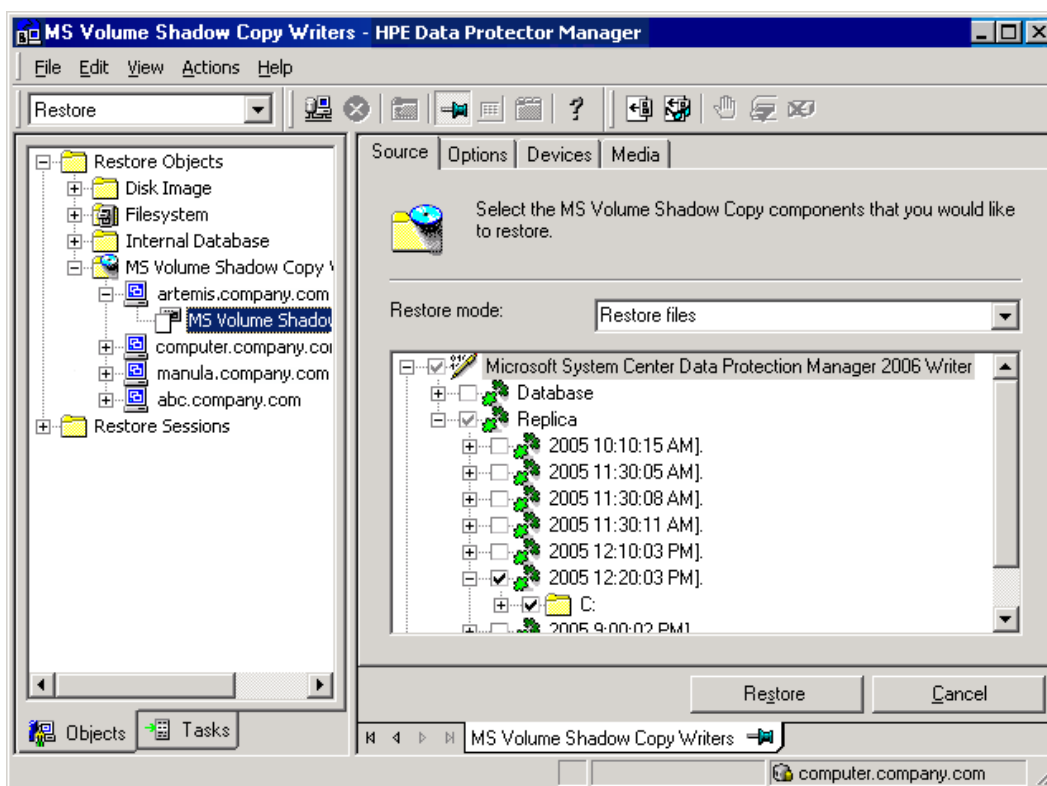 MS Volume Shadow Copy Writers - HPE Data Protector Manager
File Edit View Actions Help
Restore
Restore Objects
Disk Image
Filesystem
Internal Database
MS Volume Shadow Copy
artemis.company.com
MS Volume Shadov
computer.company.co
manula.company.com
abc.company.com
Restore Sessions
Objects
Tasks
Source Options Devices Media
Select the MS Volume Shadow Copy components that you would like
to restore.
Restore mode:
Restore files
Microsoft System Center Data Protection Manager 2006 Writer
Database
Replica
2005 10:10:15 AM].
2005 11:30:05 AM].
2005 11:30:08 AM].
2005 11:30:11 AM].
2005 12:10:03 PM].
2005 12:20:03 PM].
C:
2005 9:00:02 PM]
Restore
Cancel
MS Volume Shadow Copy Writers
computer.company.com